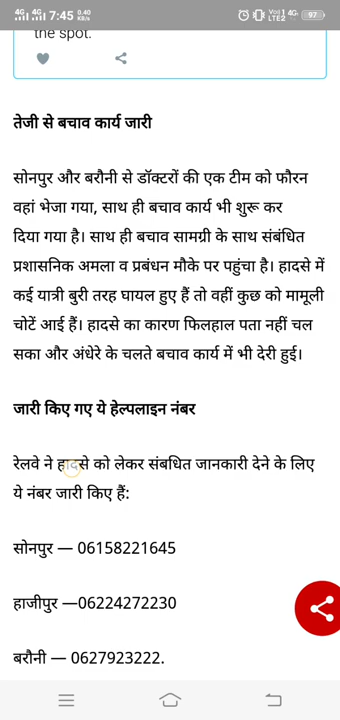 4G 4G 7:45 0.40 KB/s Vod 1 LTE2 4G 97
the spot.
तेजी से बचाव कार्य जारी
सोनपुर और बरौनी से डॉक्टरों की एक टीम को फौरन
वहां भेजा गया, साथ ही बचाव कार्य भी शुरू कर
दिया गया है। साथ ही बचाव सामग्री के साथ संबंधित
प्रशासनिक अमला व प्रबंधन मौके पर पहुंचा है। हादसे में
कई यात्री बुरी तरह घायल हुए हैं तो वहीं कुछ को मामूली
चोटें आई हैं। हादसे का कारण फिलहाल पता नहीं चल
सका और अंधेरे के चलते बचाव कार्य में भी देरी हुई।
जारी किए गए ये हेल्पलाइन नंबर
रेलवे ने हादसे को लेकर संबधित जानकारी देने के लिए
ये नंबर जारी किए हैं:
सोनपुर — 06158221645
हाजीपुर —06224272230
बरौनी — 0627923222.